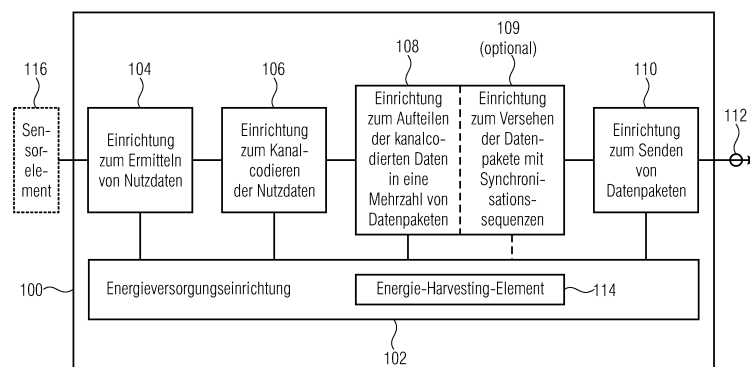 116
104
106
108
109
(optional)
110
112
Sen-
sor-
element
Einrichtung
zum Ermitteln
von Nutzdaten
Einrichtung
zum Kanal-
codieren
der Nutzdaten
Einrichtung
zum Aufteilen
der kanalco-
dierten Daten
in eine
Mehrzahl von
Datenpaketen
Einrichtung
zum Versehen
der Daten-
pakete mit
Synchroni-
sations-
sequenzen
Einrichtung
zum Senden
von
Datenpaketen
100
Energieversorgungseinrichtung
Energie-Harvesting-Element
114
102